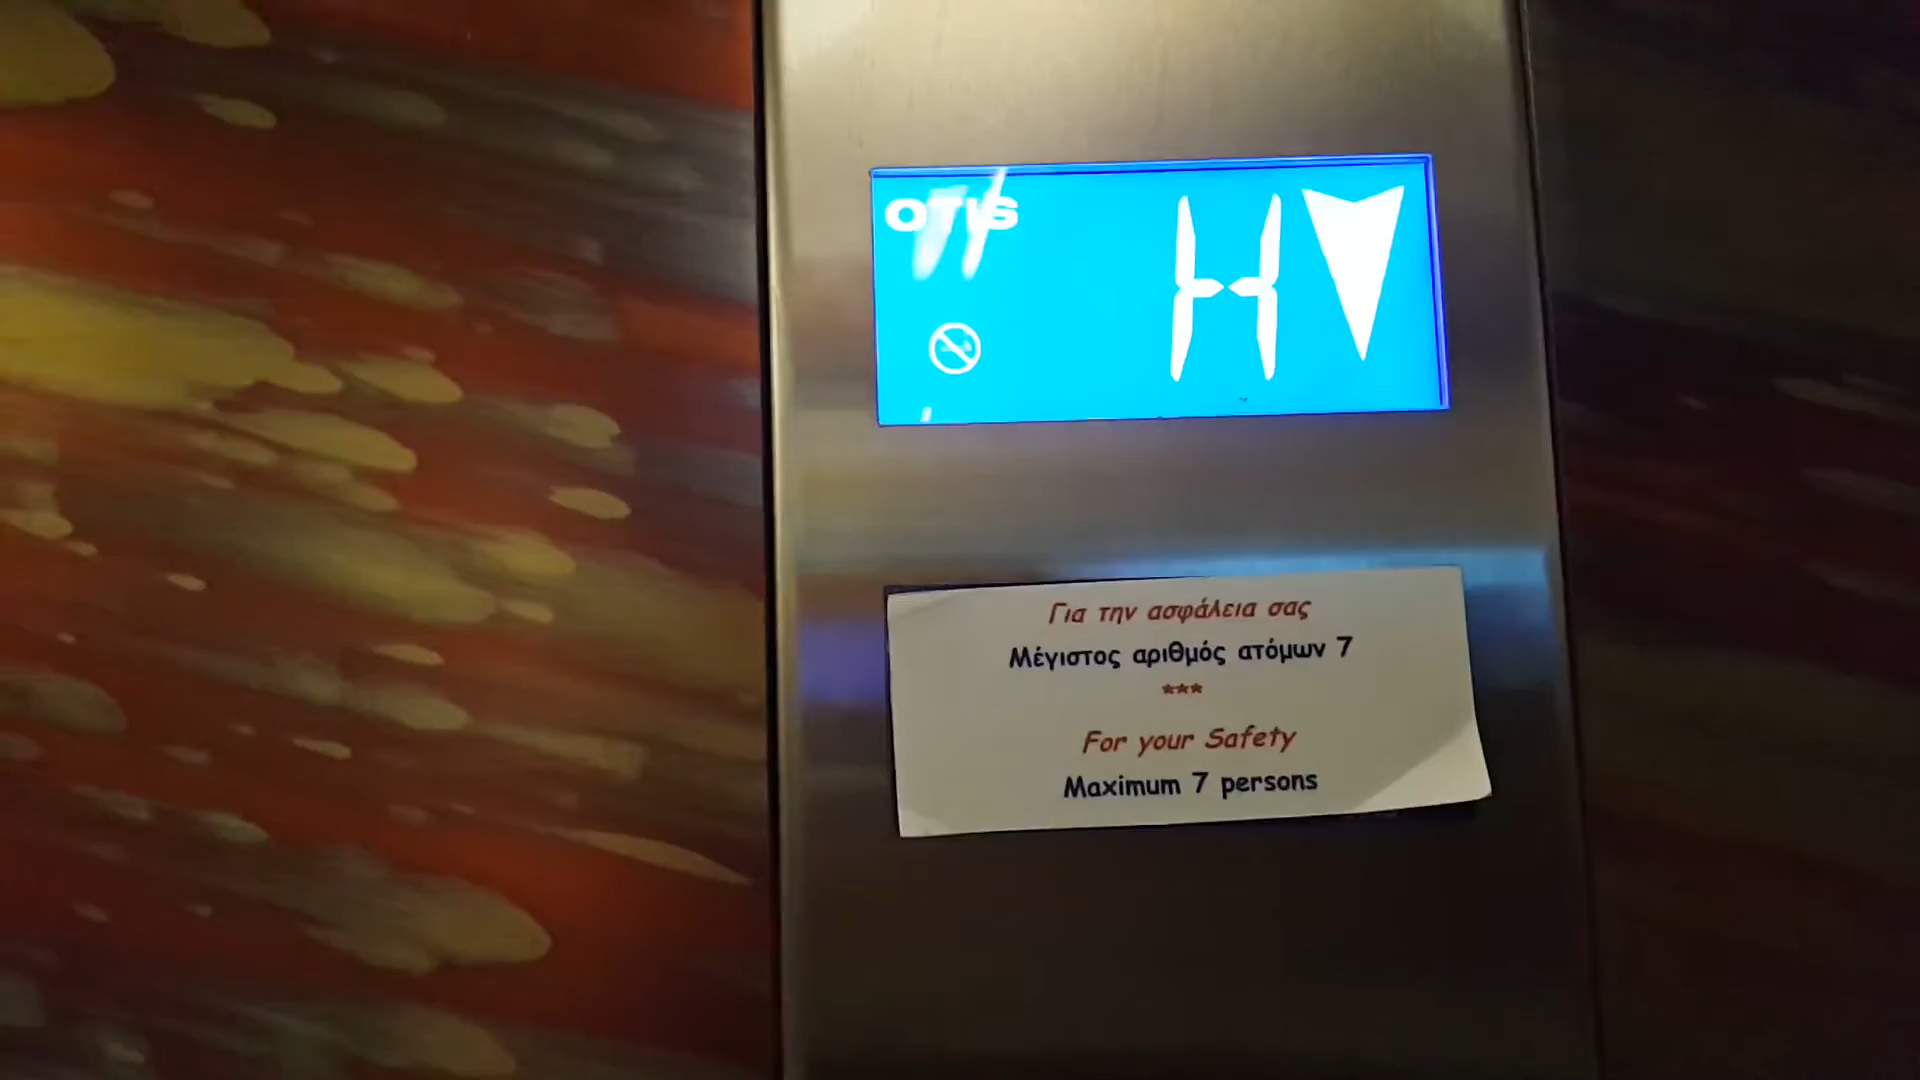 OTIS
H
Για την ασφάλεια σας
Μέγιστος αριθμός ατόμων 7
***
For your Safety
Maximum 7 persons